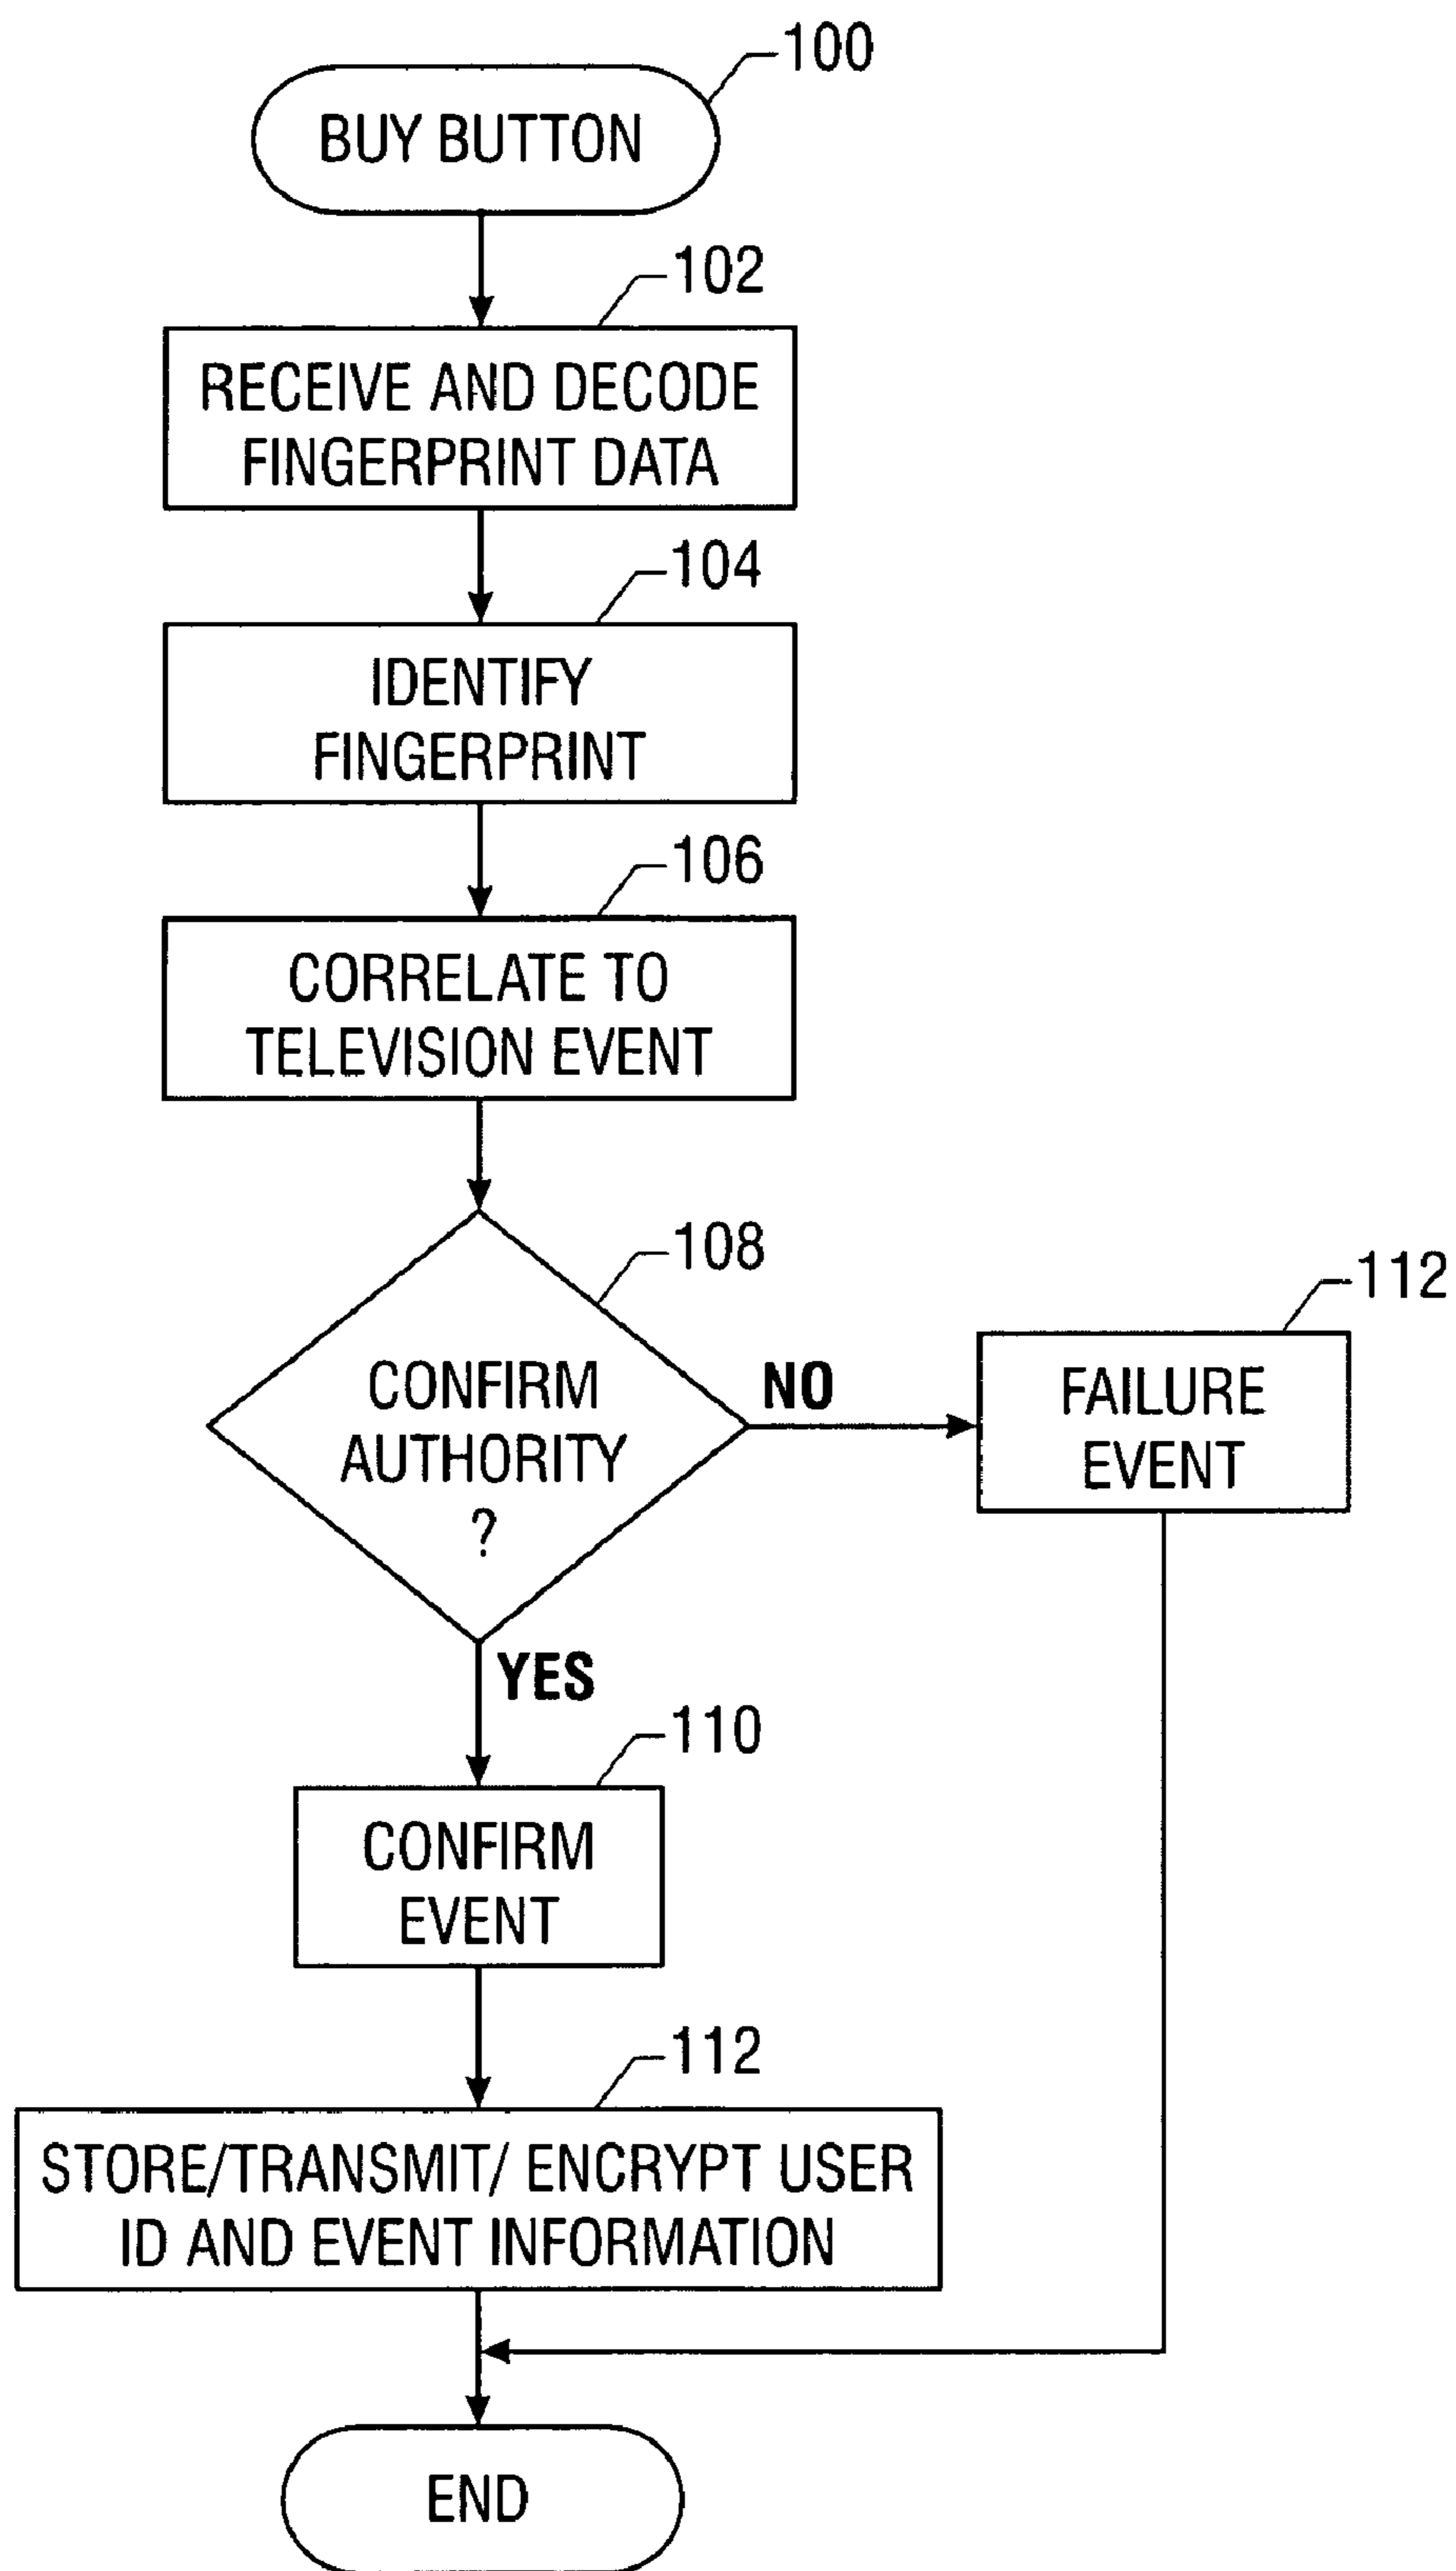 100
BUY BUTTON
102
RECEIVE AND DECODE
FINGERPRINT DATA
104
IDENTIFY
FINGERPRINT
106
CORRELATE TO
TELEVISION EVENT
108
CONFIRM
AUTHORITY
?
NO
112
FAILURE
EVENT
YES
110
CONFIRM
EVENT
112
STORE/TRANSMIT/ ENCRYPT USER
ID AND EVENT INFORMATION
END